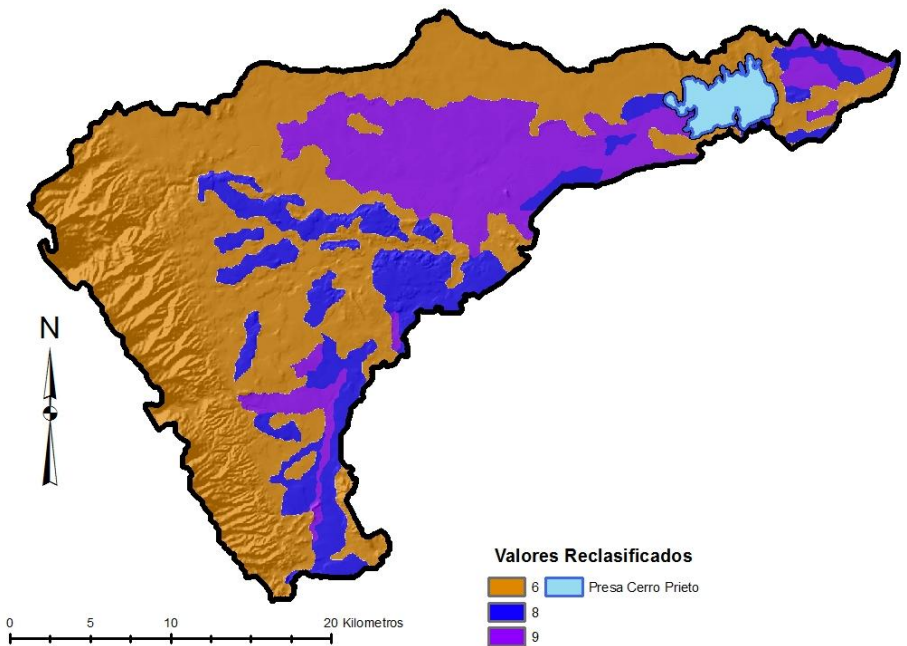 N
Valores Reclasificados
6 Presa Cerro Prieto
8
9
0 5 10 20 Kilometros